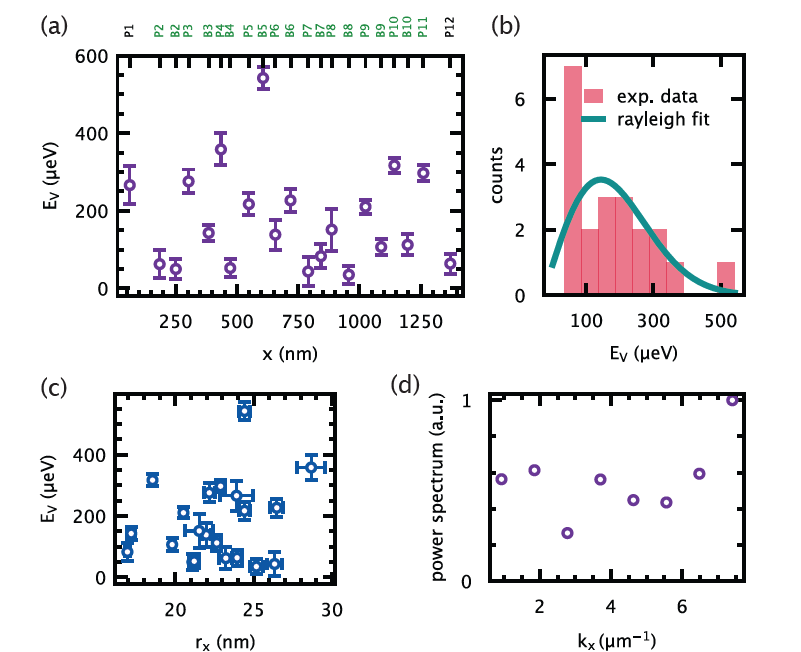 (a)
P1 P2 B2 P3 B3 P4 B4 P5 B5 P6 B6 P7 B7 P8 B8 P9 B9 P10 B10 P11 P12
600
400
200
0
E_V (μeV)
250 500 750 1000 1250
x (nm)
(b)
6
4
2
0
counts
exp. data
rayleigh fit
100 300 500
E_V (μeV)
(c)
400
200
0
E_V (μeV)
20 25 30
r_x (nm)
(d)
1
0
power spectrum (a.u.)
2 4 6
k_x (μm⁻¹)